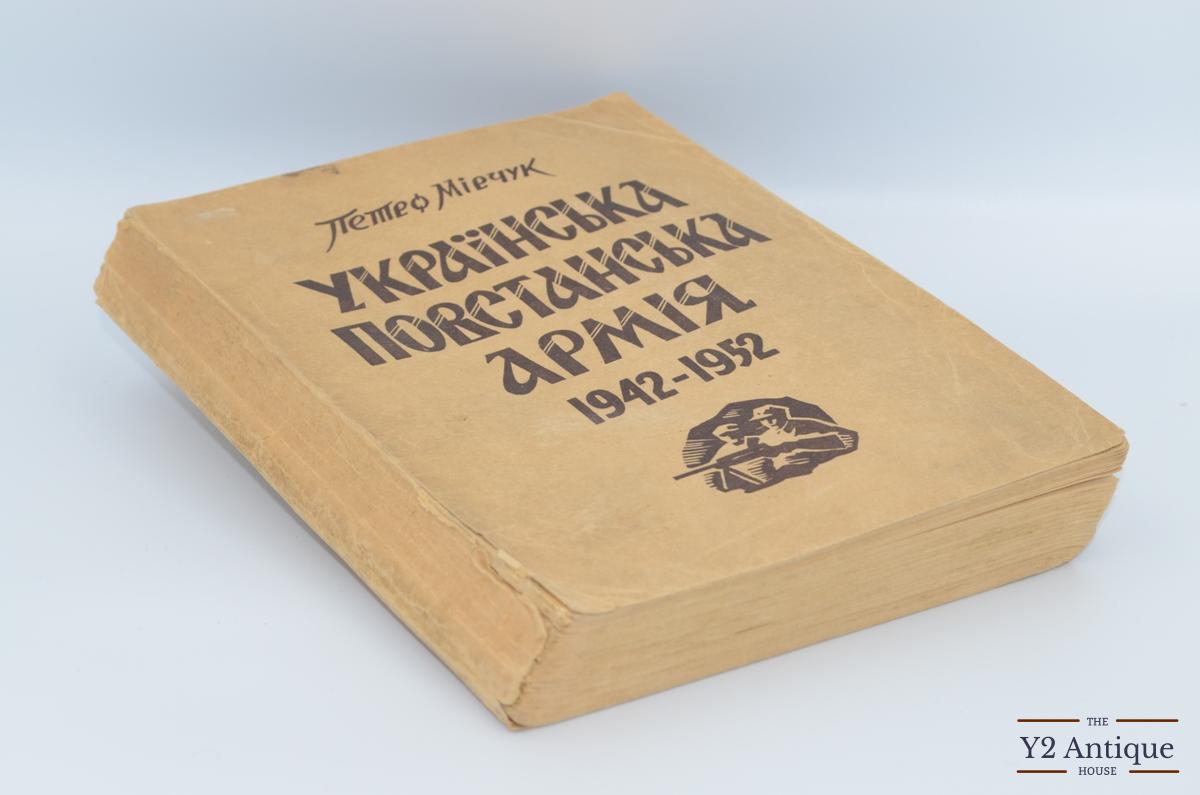 Петро Мірчук
УКРАЇНСЬКА
ПОВСТАНСЬКА
АРМІЯ
1942-1952
THE
Y2 Antique
HOUSE